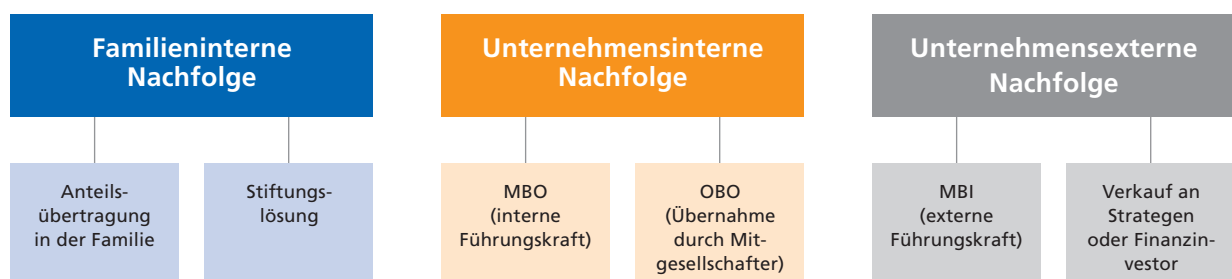 Familieninterne
Nachfolge
Unternehmensinterne
Nachfolge
Unternehmensexterne
Nachfolge
Anteils-
übertragung
in der Familie
Stiftungs-
lösung
MBO
(interne
Führungskraft)
OBO
(Übernahme
durch Mit-
gesellschafter)
MBI
(externe
Führungskraft)
Verkauf an
Strategen
oder Finanzin-
vestor